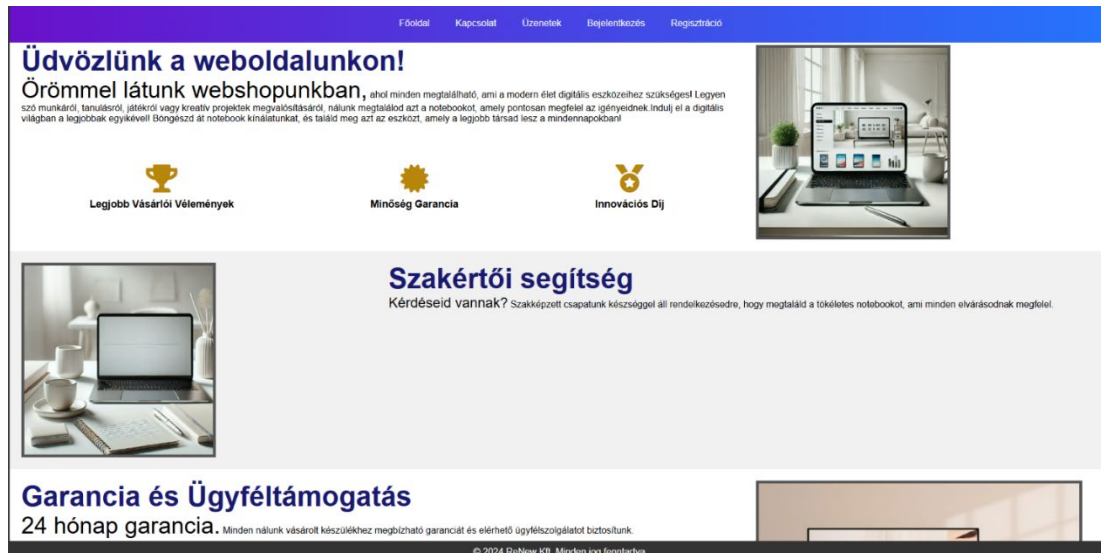 Főoldal Kapcsolat Üzenetek Bejelentkezés Regisztráció
Üdvözlünk a weboldalunkon!
Örömmel látunk webshopunkban, ahol minden megtalálható, ami a modern élet digitális eszközeihez szükséges! Legyen
szó munkáról, tanulásról, játékról vagy kreatív projektek megvalósításáról, nálunk megtalálod azt a notebookot, amely pontosan megfelel az igényeidnek.Indulj el a digitális
világban a legjobbak egyikével! Böngészd át notebook kínálatunkat, és találd meg azt az eszközt, amely a legjobb társad lesz a mindennapokban!
Legjobb Vásárlói Vélemények Minőség Garancia Innovációs Díj
Szakértői segítség
Kérdéseid vannak? Szakképzett csapatunk készséggel áll rendelkezésedre, hogy megtaláld a tökéletes notebookot, ami minden elvárásodnak megfelel.
Garancia és Ügyféltámogatás
24 hónap garancia. Minden nálunk vásárolt készülékhez megbízható garanciát és elérhető ügyfélszolgálatot biztosítunk.
© 2024 ReNew Kft. Minden jog fenntartva.